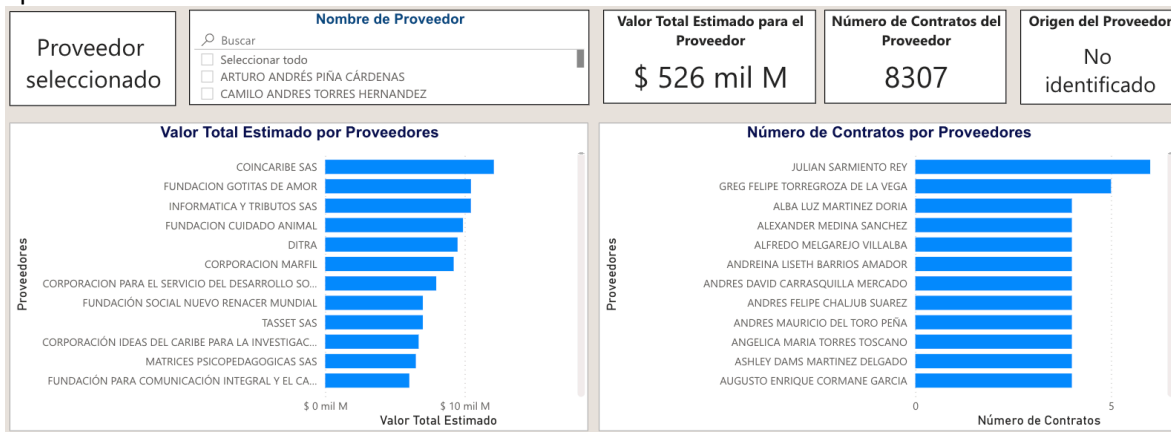 Proveedor
seleccionado
Nombre de Proveedor
Buscar
Seleccionar todo
ARTURO ANDRÉS PIÑA CÁRDENAS
CAMILO ANDRES TORRES HERNANDEZ
Valor Total Estimado para el
Proveedor
$ 526 mil M
Número de Contratos del
Proveedor
8307
Origen del Proveedor
No
identificado
Valor Total Estimado por Proveedores
Proveedores
COINCARIBE SAS
FUNDACION GOTITAS DE AMOR
INFORMATICA Y TRIBUTOS SAS
FUNDACION CUIDADO ANIMAL
DITRA
CORPORACION MARFIL
CORPORACION PARA EL SERVICIO DEL DESARROLLO SO...
FUNDACIÓN SOCIAL NUEVO RENACER MUNDIAL
TASSET SAS
CORPORACIÓN IDEAS DEL CARIBE PARA LA INVESTIGAC...
MATRICES PSICOPEDAGOGICAS SAS
FUNDACIÓN PARA COMUNICACIÓN INTEGRAL Y EL CA...
$ 0 mil M $ 10 mil M
Valor Total Estimado
Número de Contratos por Proveedores
Proveedores
JULIAN SARMIENTO REY
GREG FELIPE TORREGROZA DE LA VEGA
ALBA LUZ MARTINEZ DORIA
ALEXANDER MEDINA SANCHEZ
ALFREDO MELGAREJO VILLALBA
ANDREINA LISETH BARRIOS AMADOR
ANDRES DAVID CARRASQUILLA MERCADO
ANDRES FELIPE CHALJUB SUAREZ
ANDRES MAURICIO DEL TORO PEÑA
ANGELICA MARIA TORRES TOSCANO
ASHLEY DAMS MARTINEZ DELGADO
AUGUSTO ENRIQUE CORMANE GARCIA
0 5
Número de Contratos